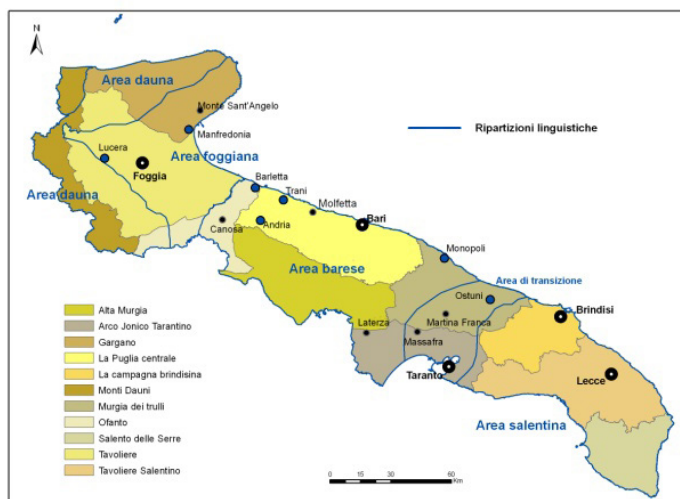 N
Area dauna
Monte Sant'Angelo
Manfredonia
Ripartizioni linguistiche
Lucera
Area foggiana
Foggia
Area dauna
Barletta
Trani
Molfetta
Canosa
Andria
Bari
Area barese
Monopoli
Area di transizione
Ostuni
Brindisi
Laterza
Martina Franca
Massafra
Taranto
Lecce
Area salentina
Alta Murgia
Arco Jonico Tarantino
Gargano
La Puglia centrale
La campagna brindisina
Monti Dauni
Murgia dei trulli
Ofanto
Salento delle Serre
Tavoliere
Tavoliere Salentino
0 15 30 60
Km